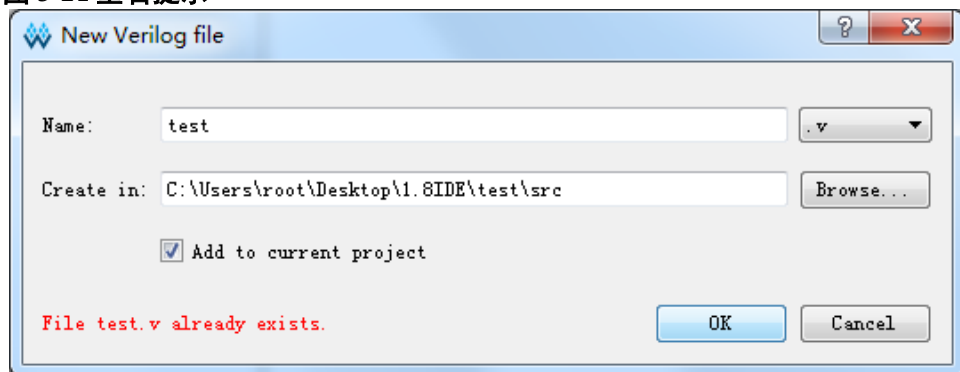 New Verilog file
Name: test .v
Create in: C:\Users\root\Desktop\1.8IDE\test\src Browse...
Add to current project
File test.v already exists. OK Cancel